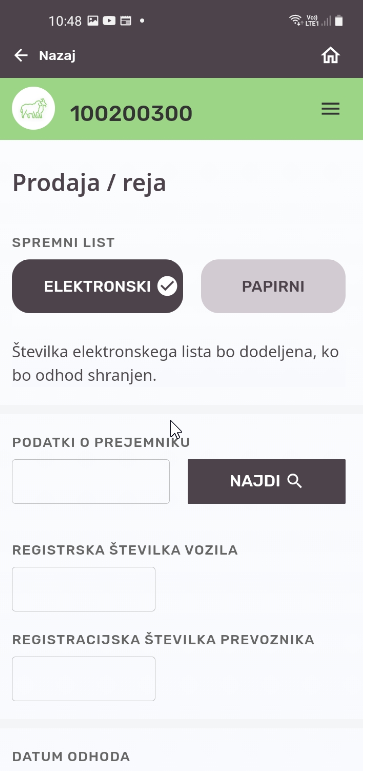 10:48
Nazaj
100200300
Prodaja / reja
SPREMNI LIST
ELEKTRONSKI
PAPIRNI
Številka elektronskega lista bo dodeljena, ko
bo odhod shranjen.
PODATKI O PREJEMNIKU
NAJDI
REGISTRSKA ŠTEVILKA VOZILA
REGISTRACIJSKA ŠTEVILKA PREVOZNIKA
DATUM ODHODA